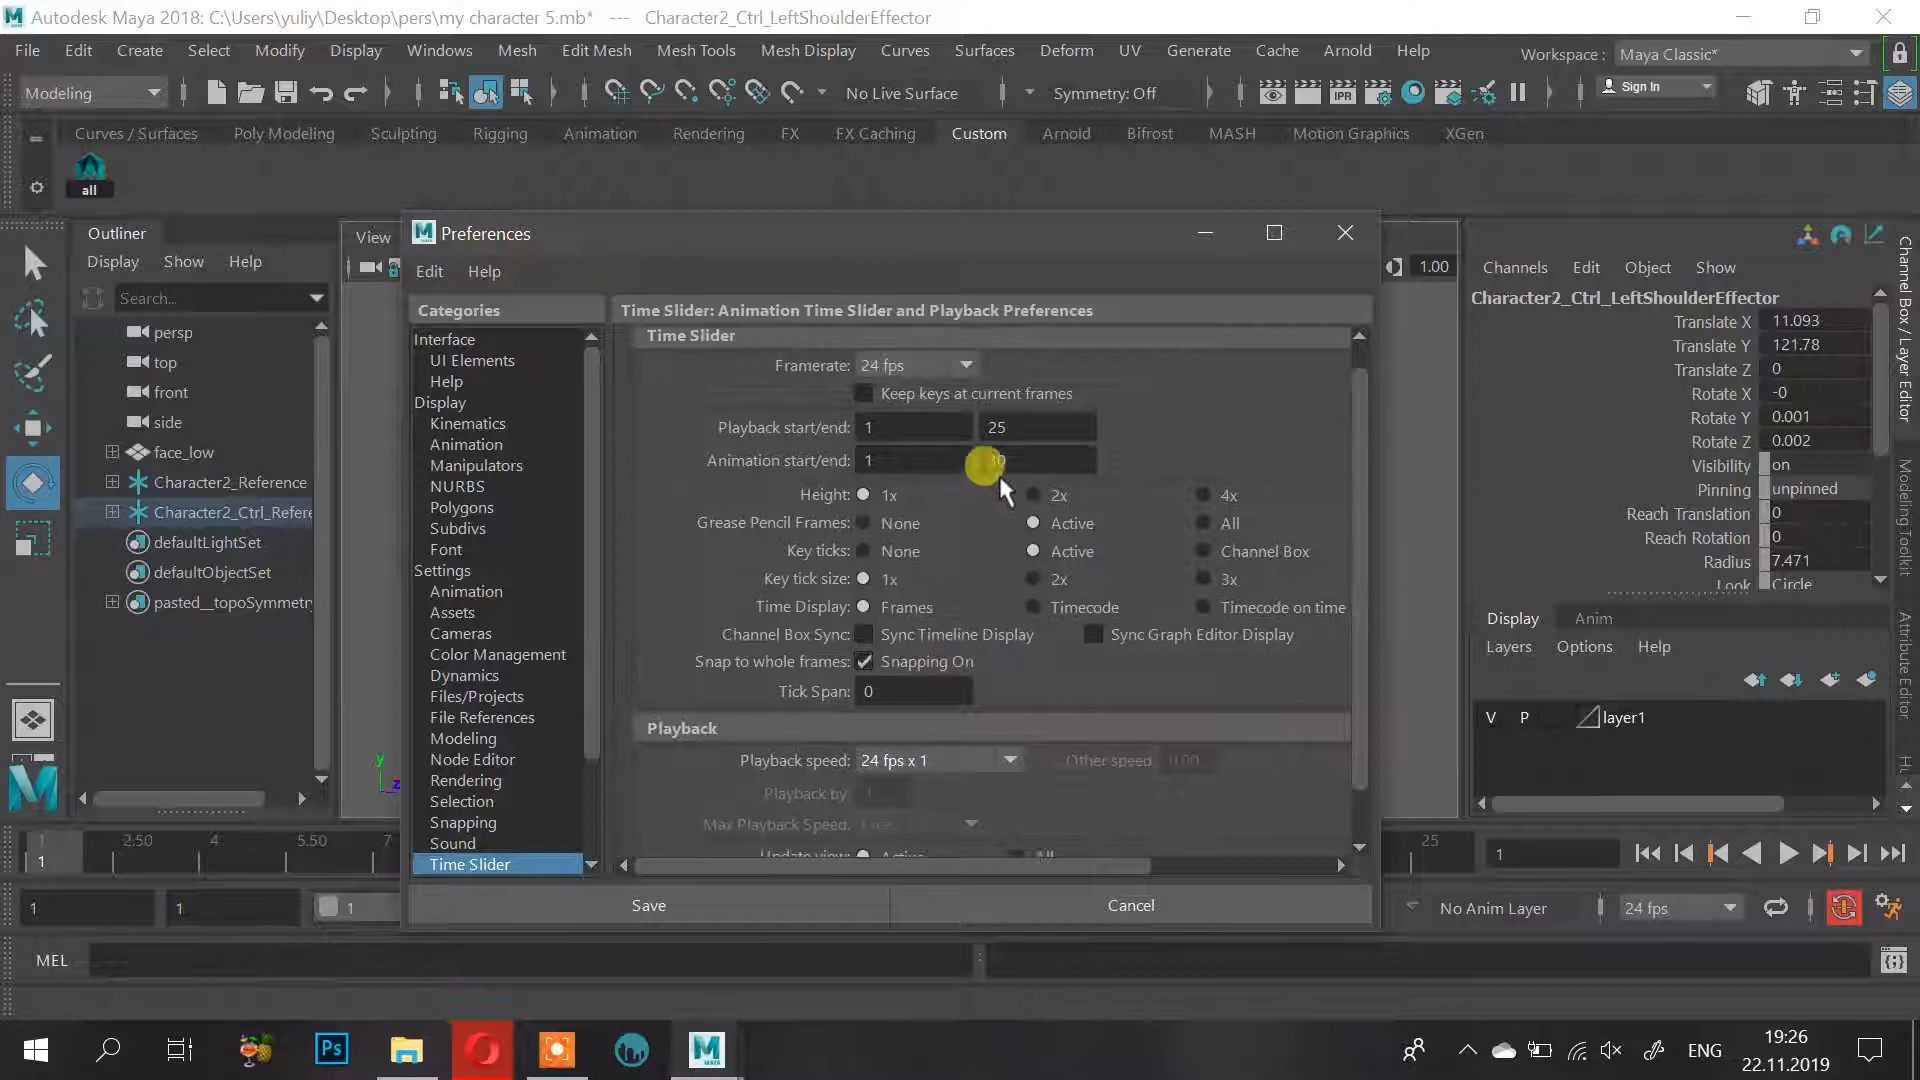 Autodesk Maya 2018: C:\Users\yuliy\Desktop\pers\my character 5.mb* --- Character2_Ctrl_LeftShoulderEffector
File Edit Create Select Modify Display Windows Mesh Edit Mesh Mesh Tools Mesh Display Curves Surfaces Deform UV Generate Cache Arnold Help Workspace : Maya Classic*
Modeling No Live Surface Symmetry: Off IPR Sign In
Curves / Surfaces Poly Modeling Sculpting Rigging Animation Rendering FX FX Caching Custom Arnold Bifrost MASH Motion Graphics XGen
all
Outliner
Display Show Help
Search...
persp
top
front
side
face_low
Character2_Reference
Character2_Ctrl_Refere
defaultLightSet
defaultObjectSet
pasted__topoSymmetry
View
Preferences
Edit Help
Categories
Interface
UI Elements
Help
Display
Kinematics
Animation
Manipulators
NURBS
Polygons
Subdivs
Font
Settings
Animation
Assets
Cameras
Color Management
Dynamics
Files/Projects
File References
Modeling
Node Editor
Rendering
Selection
Snapping
Sound
Time Slider
Time Slider: Animation Time Slider and Playback Preferences
Time Slider
Framerate: 24 fps
Keep keys at current frames
Playback start/end: 1 25
Animation start/end: 1
Height: 1x 2x 4x
Grease Pencil Frames: None Active All
Key ticks: None Active Channel Box
Key tick size: 1x 2x 3x
Time Display: Frames Timecode Timecode on time
Channel Box Sync: Sync Timeline Display Sync Graph Editor Display
Snap to whole frames: Snapping On
Tick Span: 0
Playback
Playback speed: 24 fps x 1 Other speed 0.00
Playback by:
Max Playback Speed:
Update view: Active All
Save Cancel
1.00
Channels Edit Object Show
Character2_Ctrl_LeftShoulderEffector
Translate X 11.093
Translate Y 121.78
Translate Z 0
Rotate X -0
Rotate Y 0.001
Rotate Z 0.002
Visibility on
Pinning unpinned
Reach Translation 0
Reach Rotation 0
Radius 7.471
Look Circle
Display Anim
Layers Options Help
V P layer1
Channel Box / Layer Editor
Modeling Toolkit
Attribute Editor
y
z
1 2.50 4 5.50 7 25
1 1
1 1 1 No Anim Layer 24 fps
MEL
Ps
MAYA
ENG
19:26
22.11.2019